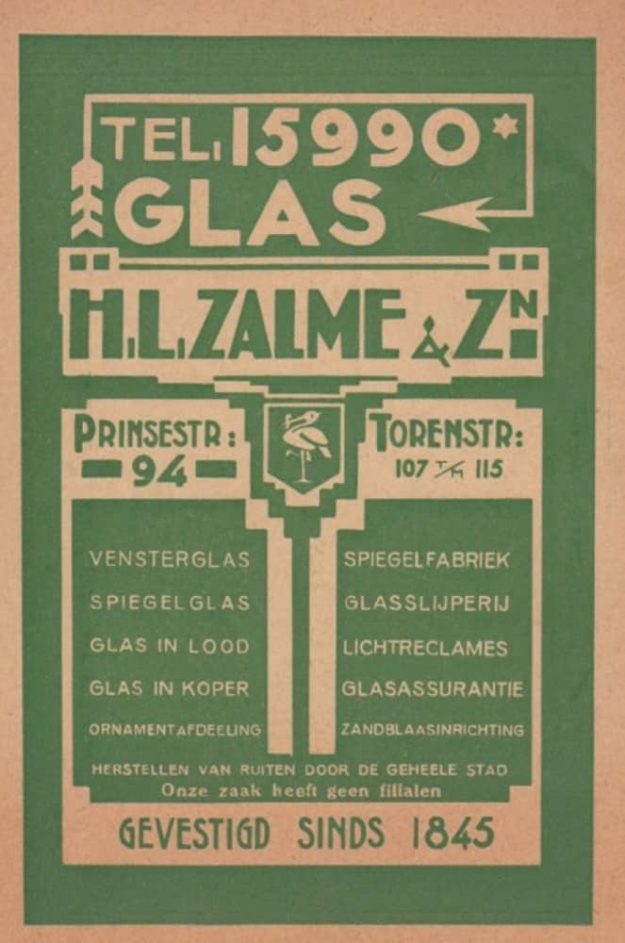 TEL. 15990*
GLAS
H.L. ZALME & ZN
PRINSESTR: 94
TORENSTR: 107 T/M 115
VENSTERGLAS
SPIEGELGLAS
GLAS IN LOOD
GLAS IN KOPER
ORNAMENTAFDEELING
SPIEGELFABRIEK
GLASSLIJPERIJ
LICHTRECLAMES
GLASASSURANTIE
ZANDBLAASINRICHTING
HERSTELLEN VAN RUITEN DOOR DE GEHEELE STAD
Onze zaak heeft geen filialen
GEVESTIGD SINDS 1845